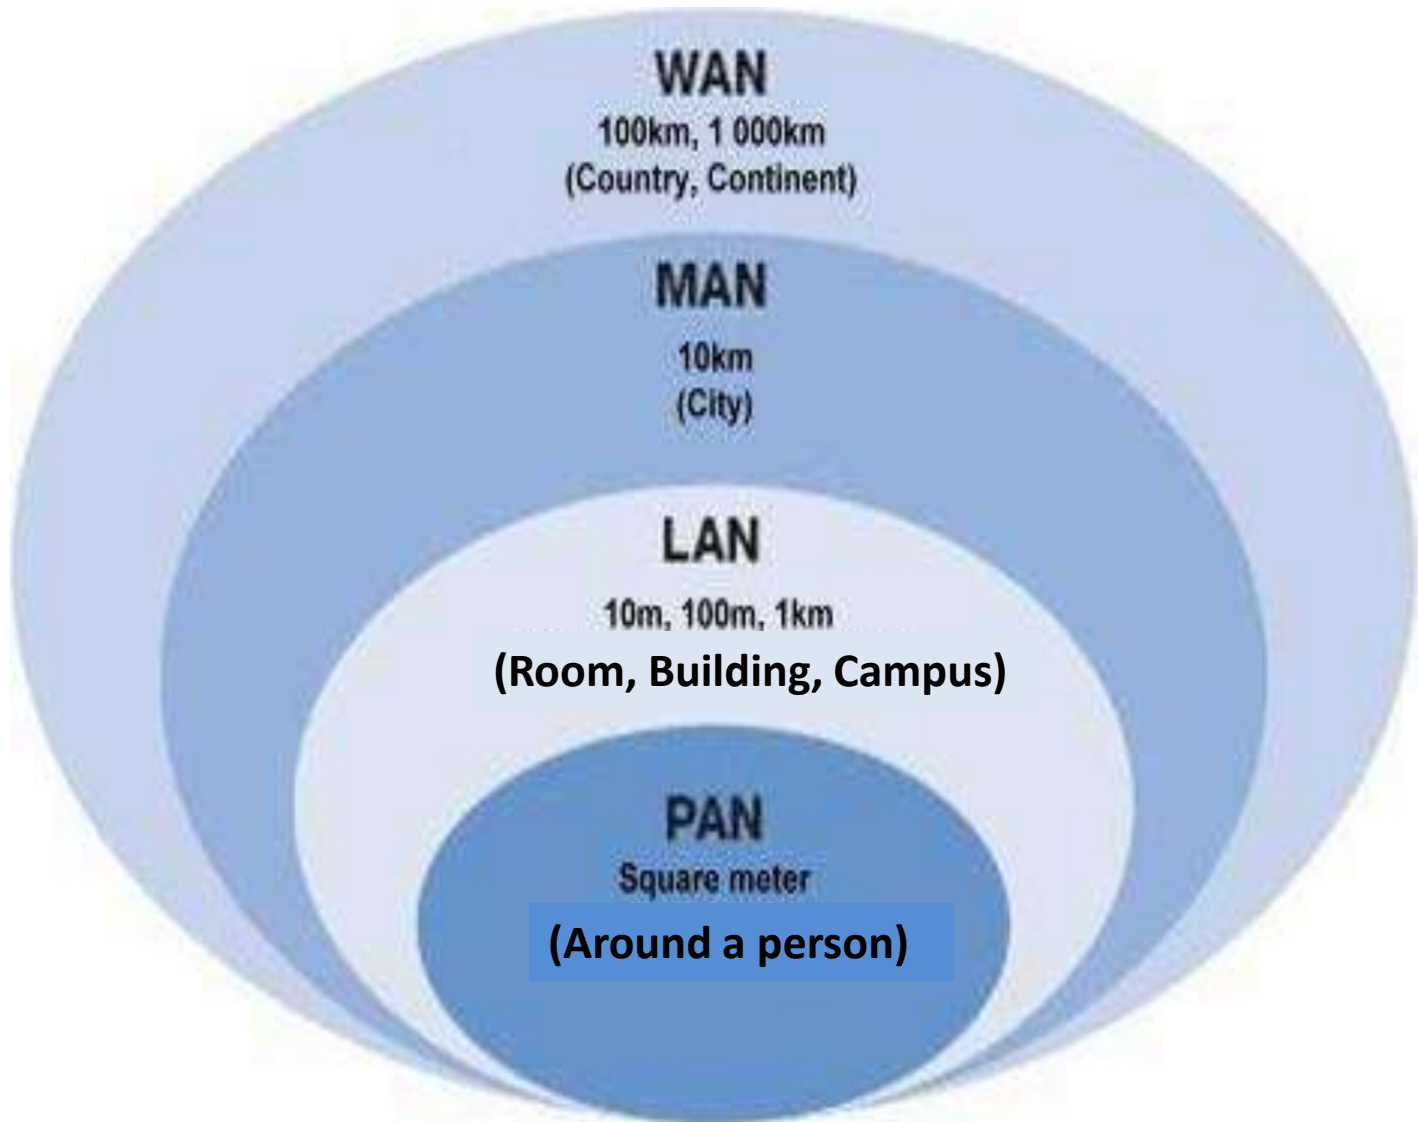 WAN
100km, 1 000km
(Country, Continent)
MAN
10km
(City)
LAN
10m, 100m, 1km
(Room, Building, Campus)
PAN
Square meter
(Around a person)